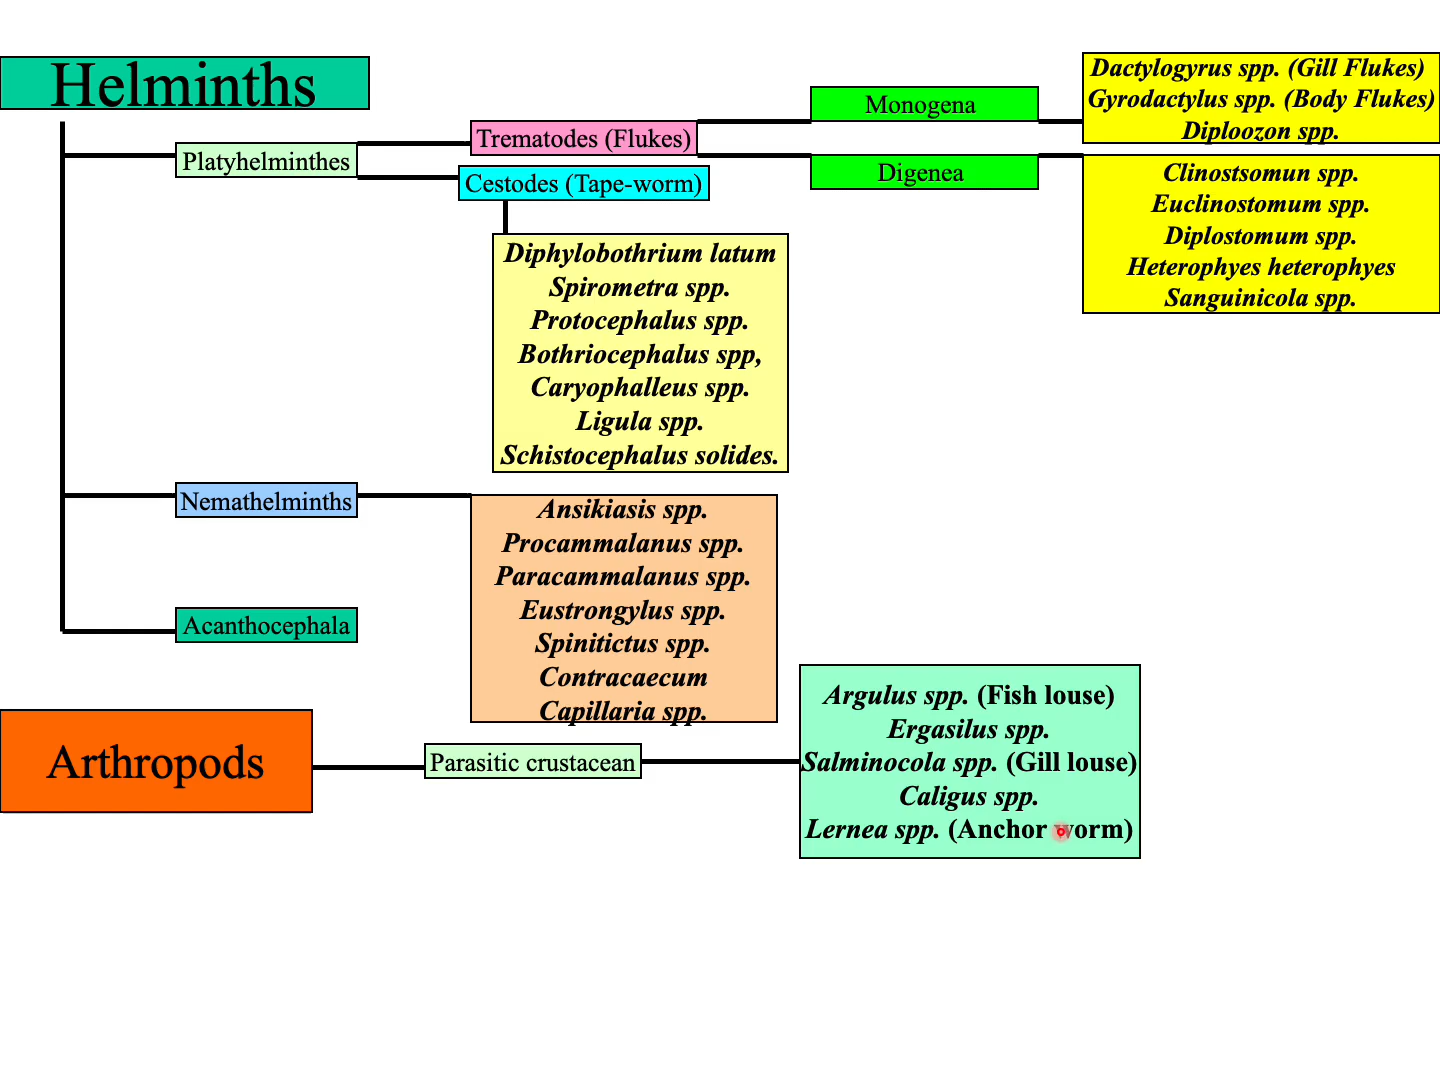 Helminths
Platyhelminthes
Trematodes (Flukes)
Cestodes (Tape-worm)
Monogena
Digenea
Dactylogyrus spp. (Gill Flukes)
Gyrodactylus spp. (Body Flukes)
Diploozon spp.
Clinostsomun spp.
Euclinostomum spp.
Diplostomum spp.
Heterophyes heterophyes
Sanguinicola spp.
Diphylobothrium latum
Spirometra spp.
Protocephalus spp.
Bothriocephalus spp,
Caryophalleus spp.
Ligula spp.
Schistocephalus solides.
Nemathelminths
Ansikiasis spp.
Procammalanus spp.
Paracammalanus spp.
Eustrongylus spp.
Spinitictus spp.
Contracaecum
Capillaria spp.
Acanthocephala
Arthropods
Parasitic crustacean
Argulus spp. (Fish louse)
Ergasilus spp.
Salminocola spp. (Gill louse)
Caligus spp.
Lernea spp. (Anchor worm)